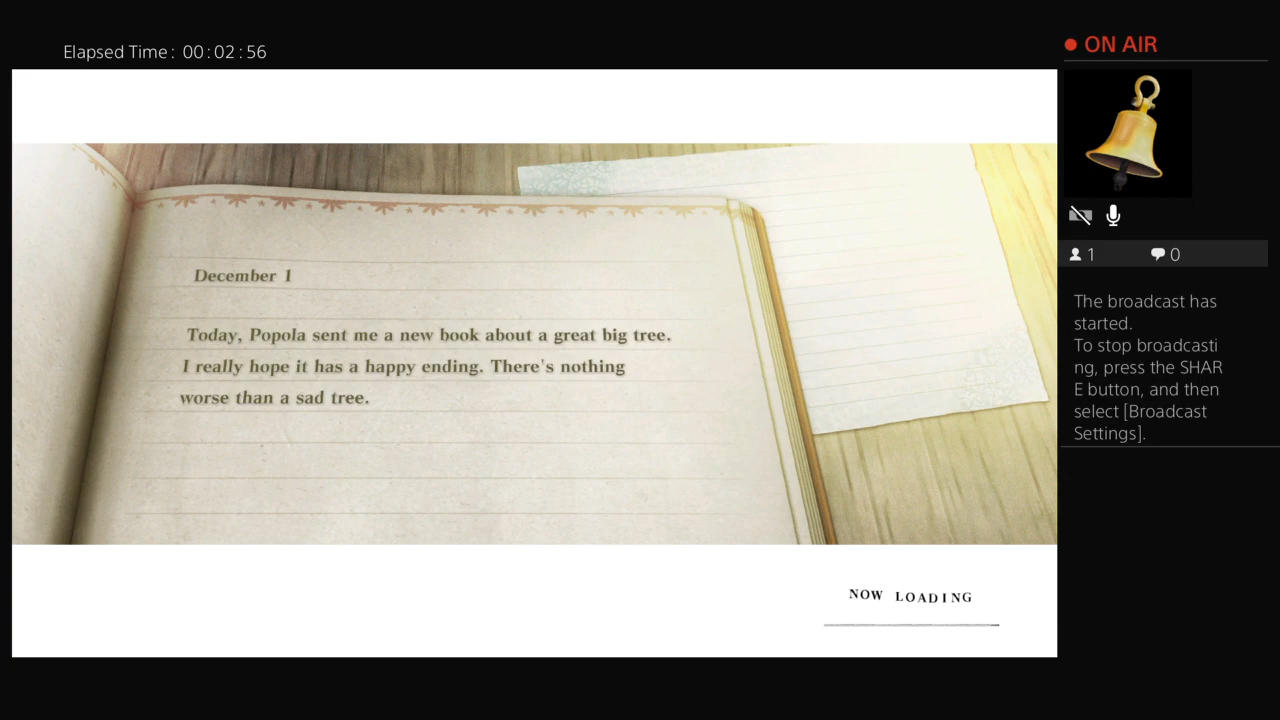 Elapsed Time: 00:02:56
ON AIR
1
0
The broadcast has
started.
To stop broadcasti
ng, press the SHAR
E button, and then
select [Broadcast
Settings].
December 1
Today, Popola sent me a new book about a great big tree.
I really hope it has a happy ending. There's nothing
worse than a sad tree.
NOW LOADING